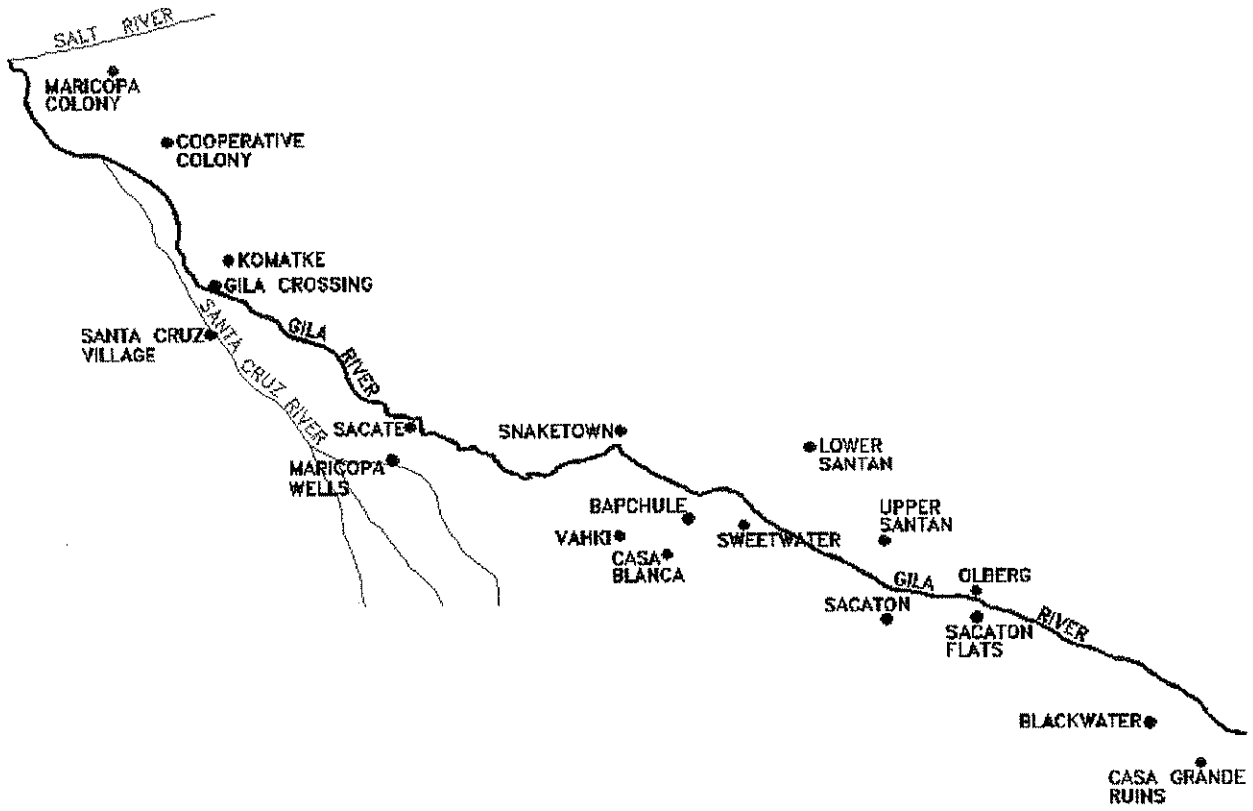 SALT RIVER
MARICOPA
COLONY
COOPERATIVE
COLONY
KOMATKE
GILA CROSSING
SANTA CRUZ
VILLAGE
SANTA CRUZ RIVER
GILA RIVER
SACATE
MARICOPA
WELLS
SNAKETOWN
LOWER
SANTAN
BAPCHULE
VAHKI
CASA
BLANCA
SWEETWATER
UPPER
SANTAN
GILA RIVER
OLBERG
SACATON
SACATON
FLATS
BLACKWATER
CASA GRANDE
RUINS